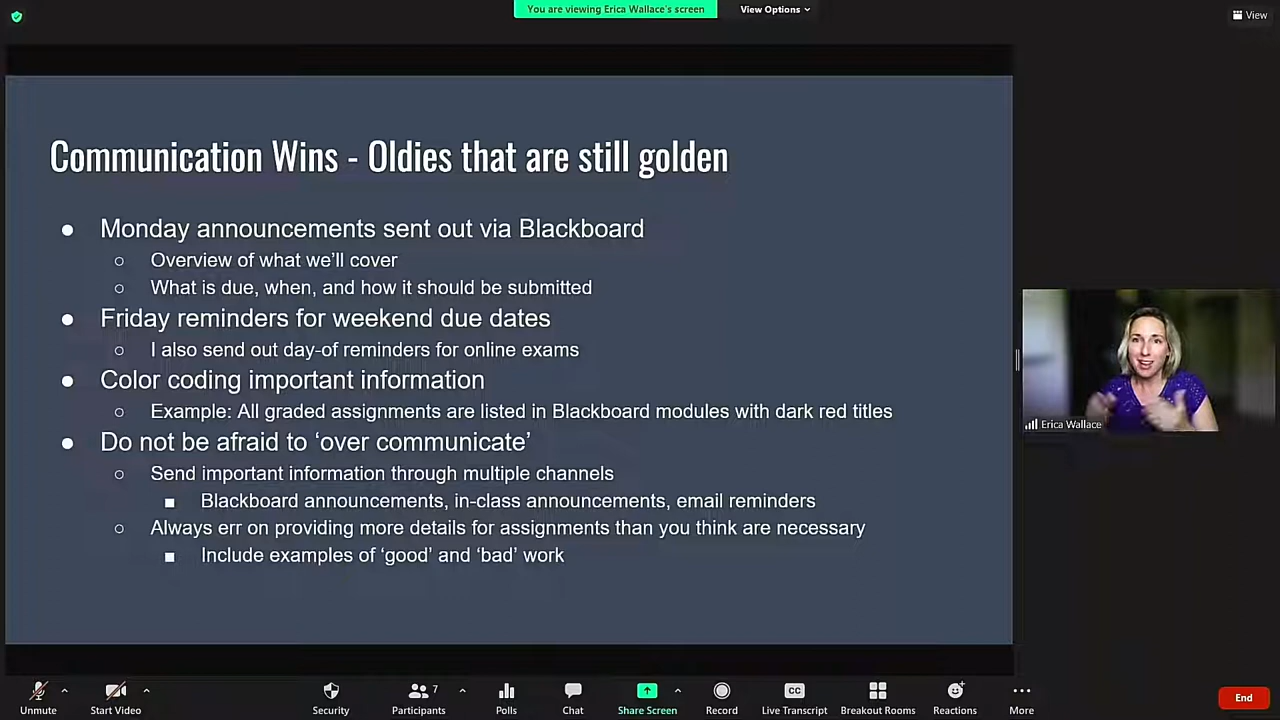 You are viewing Erica Wallace's screen
View Options
View
Communication Wins - Oldies that are still golden
● Monday announcements sent out via Blackboard
○ Overview of what we’ll cover
○ What is due, when, and how it should be submitted
● Friday reminders for weekend due dates
○ I also send out day-of reminders for online exams
● Color coding important information
○ Example: All graded assignments are listed in Blackboard modules with dark red titles
● Do not be afraid to ‘over communicate’
○ Send important information through multiple channels
■ Blackboard announcements, in-class announcements, email reminders
○ Always err on providing more details for assignments than you think are necessary
■ Include examples of ‘good’ and ‘bad’ work
Erica Wallace
7
CC
Unmute
Start Video
Security
Participants
Polls
Chat
Share Screen
Record
Live Transcript
Breakout Rooms
Reactions
More
End